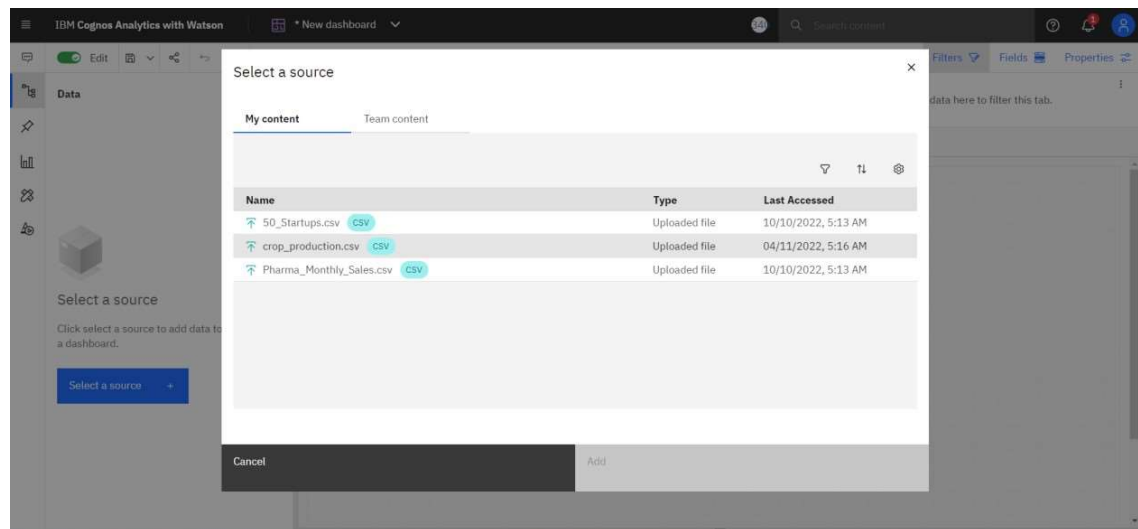 IBM Cognos Analytics with Watson
* New dashboard
Search content
1
Edit
Filters
Fields
Properties
Data
data here to filter this tab.
Select a source
Click select a source to add data to
a dashboard.
Select a source +
Select a source
My content Team content
Name Type Last Accessed
50_Startups.csv CSV Uploaded file 10/10/2022, 5:13 AM
crop_production.csv CSV Uploaded file 04/11/2022, 5:16 AM
Pharma_Monthly_Sales.csv CSV Uploaded file 10/10/2022, 5:13 AM
Cancel Add